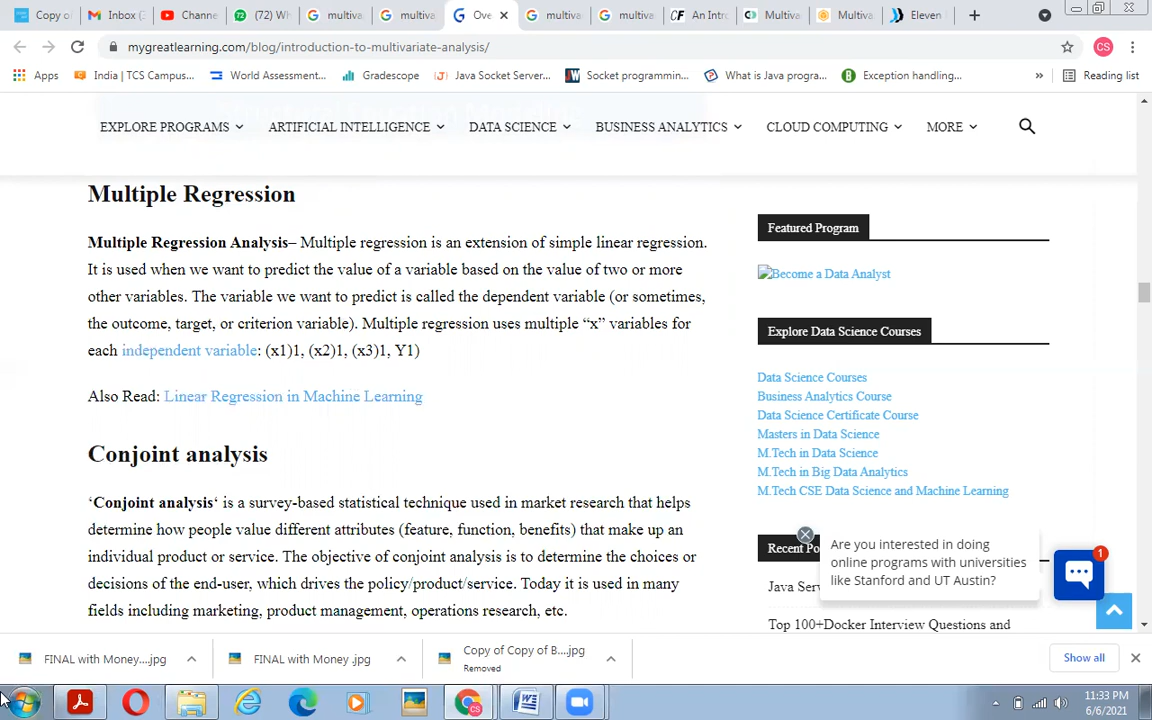 Copy of
Inbox (3
Channe
(72) Wh
multiva
multiva
Ove
multiva
multiva
An Intro
Multiva
Multiva
Eleven
mygreatlearning.com/blog/introduction-to-multivariate-analysis/
CS
Apps
India | TCS Campus...
World Assessment...
Gradescope
Java Socket Server...
Socket programmin...
What is Java progra...
Exception handling...
»
Reading list
EXPLORE PROGRAMS
ARTIFICIAL INTELLIGENCE
DATA SCIENCE
BUSINESS ANALYTICS
CLOUD COMPUTING
MORE
Multiple Regression
Multiple Regression Analysis– Multiple regression is an extension of simple linear regression.
It is used when we want to predict the value of a variable based on the value of two or more
other variables. The variable we want to predict is called the dependent variable (or sometimes,
the outcome, target, or criterion variable). Multiple regression uses multiple “x” variables for
each independent variable: (x1)1, (x2)1, (x3)1, Y1)
Also Read: Linear Regression in Machine Learning
Conjoint analysis
‘Conjoint analysis‘ is a survey-based statistical technique used in market research that helps
determine how people value different attributes (feature, function, benefits) that make up an
individual product or service. The objective of conjoint analysis is to determine the choices or
decisions of the end-user, which drives the policy/product/service. Today it is used in many
fields including marketing, product management, operations research, etc.
Featured Program
Become a Data Analyst
Explore Data Science Courses
Data Science Courses
Business Analytics Course
Data Science Certificate Course
Masters in Data Science
M.Tech in Data Science
M.Tech in Big Data Analytics
M.Tech CSE Data Science and Machine Learning
Recent Po
Java Serv
Top 100+Docker Interview Questions and
Are you interested in doing
online programs with universities
like Stanford and UT Austin?
1
FINAL with Money....jpg
FINAL with Money .jpg
Copy of Copy of B....jpg
Removed
Show all
CS
11:33 PM
6/6/2021